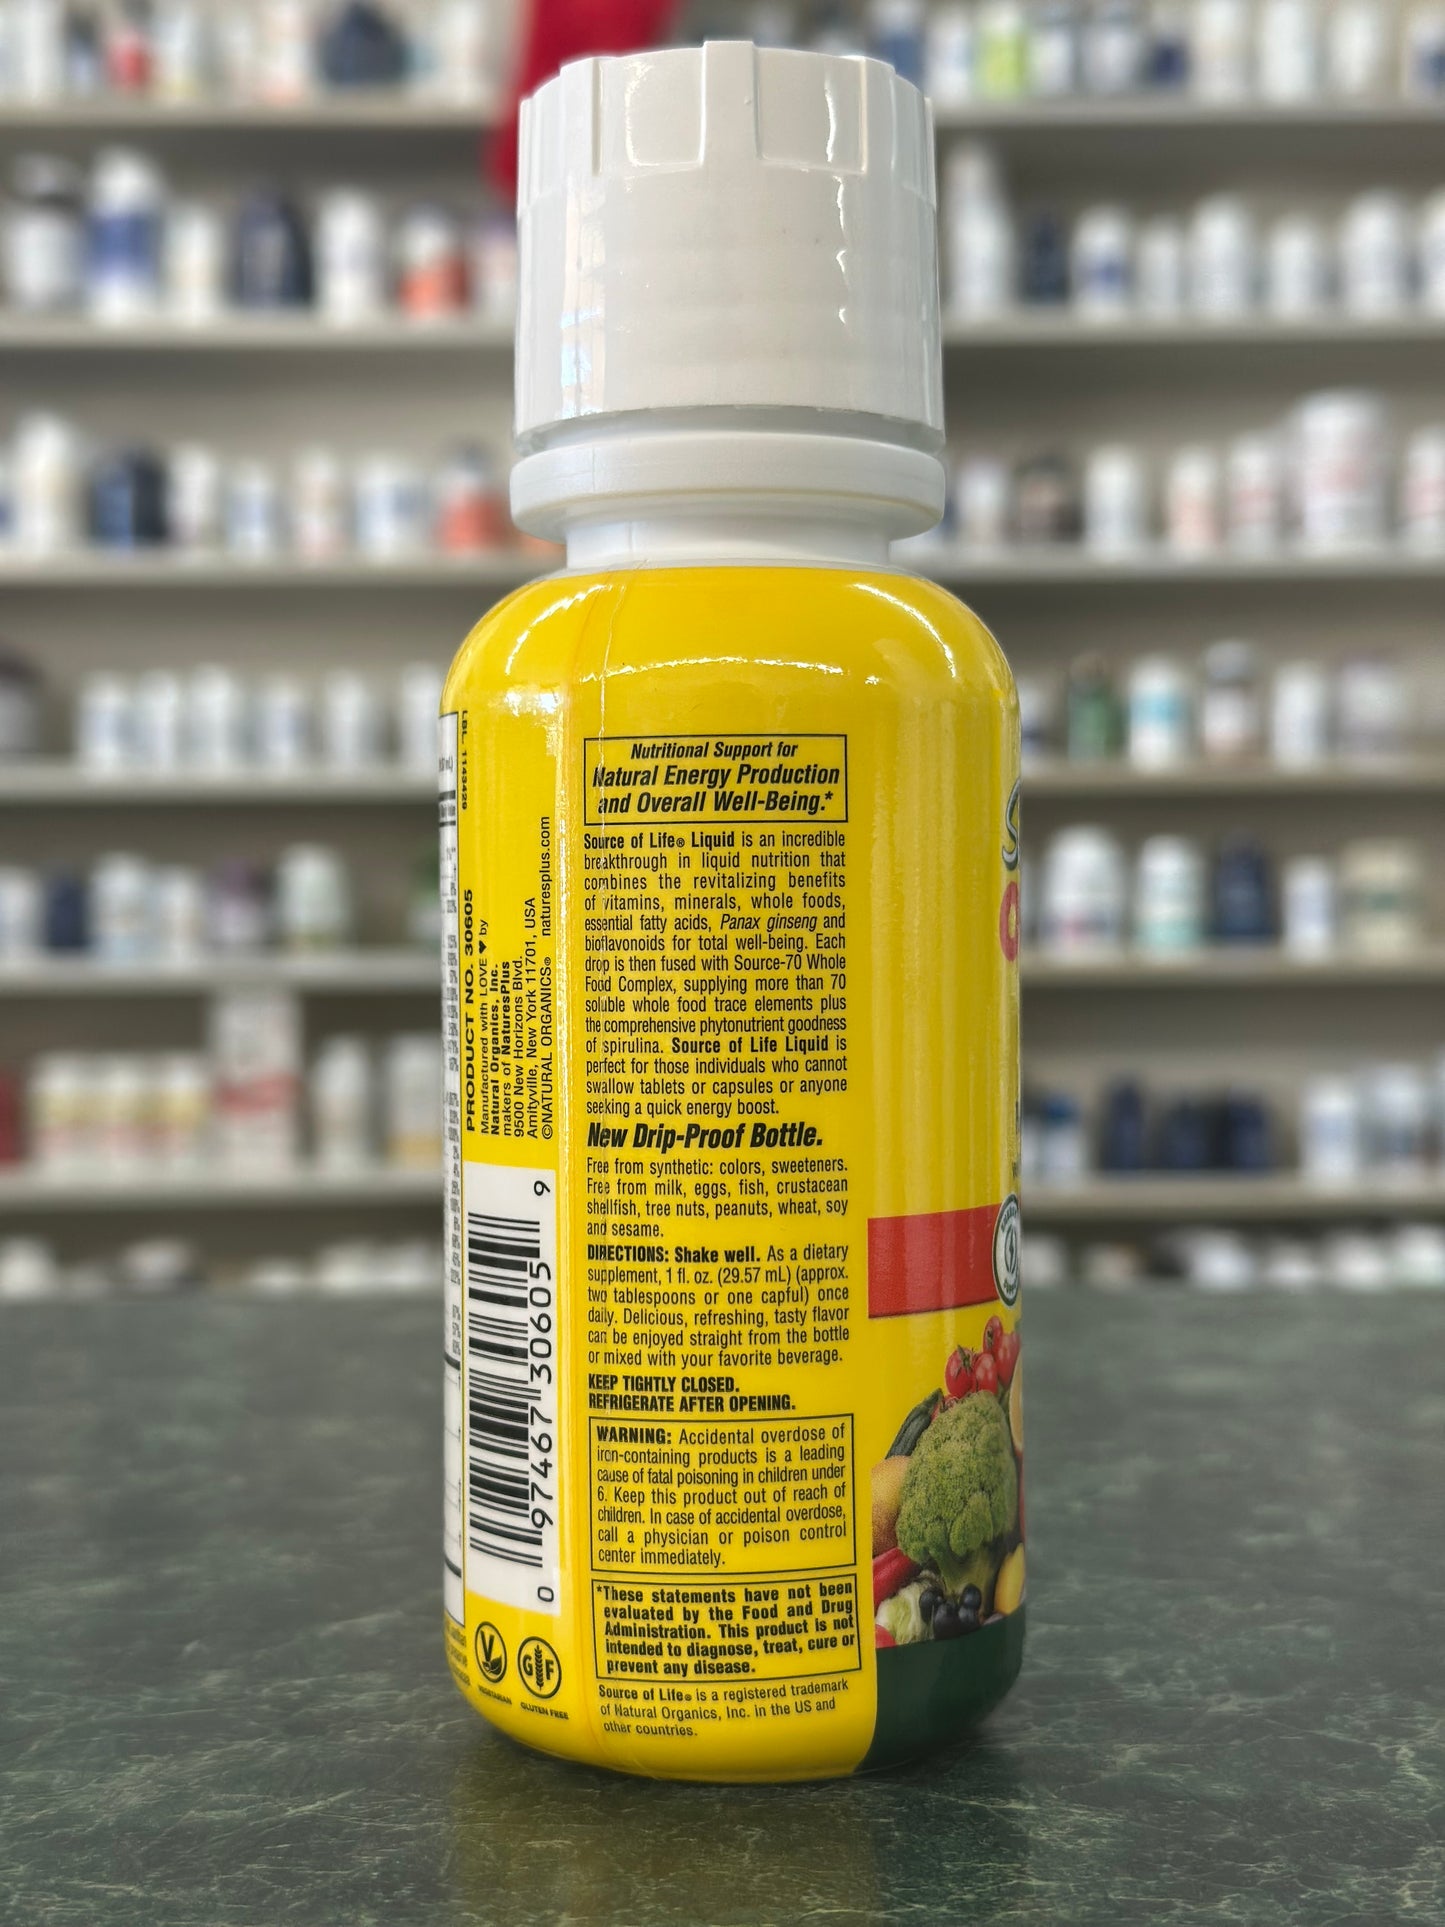 Nutritional Support for
Natural Energy Production
and Overall Well-Being.*
Source of Life® Liquid is an incredible
breakthrough in liquid nutrition that
combines the revitalizing benefits
of vitamins, minerals, whole foods,
essential fatty acids, Panax ginseng and
bioflavonoids for total well-being. Each
drop is then fused with Source-70 Whole
Food Complex, supplying more than 70
soluble whole food trace elements plus
the comprehensive phytonutrient goodness
of spirulina. Source of Life Liquid is
perfect for those individuals who cannot
swallow tablets or capsules or anyone
seeking a quick energy boost.
New Drip-Proof Bottle.
Free from synthetic: colors, sweeteners.
Free from milk, eggs, fish, crustacean
shellfish, tree nuts, peanuts, wheat, soy
and sesame.
DIRECTIONS: Shake well. As a dietary
supplement, 1 fl. oz. (29.57 mL) (approx.
two tablespoons or one capful) once
daily. Delicious, refreshing, tasty flavor
can be enjoyed straight from the bottle
or mixed with your favorite beverage.
KEEP TIGHTLY CLOSED.
REFRIGERATE AFTER OPENING.
WARNING: Accidental overdose of
iron-containing products is a leading
cause of fatal poisoning in children under
6. Keep this product out of reach of
children. In case of accidental overdose,
call a physician or poison control
center immediately.
*These statements have not been
evaluated by the Food and Drug
Administration. This product is not
intended to diagnose, treat, cure or
prevent any disease.
Source of Life® is a registered trademark
of Natural Organics, Inc. in the US and
other countries.
LBL 1143429
PRODUCT NO. 30605
Manufactured with LOVE ♥ by
Natural Organics, Inc.
makers of NaturesPlus
9500 New Horizons Blvd.
Amityville, New York 11701, USA
©NATURAL ORGANICS® naturesplus.com
0 97467 30605 9
V
VEGETARIAN
GF
GLUTEN FREE